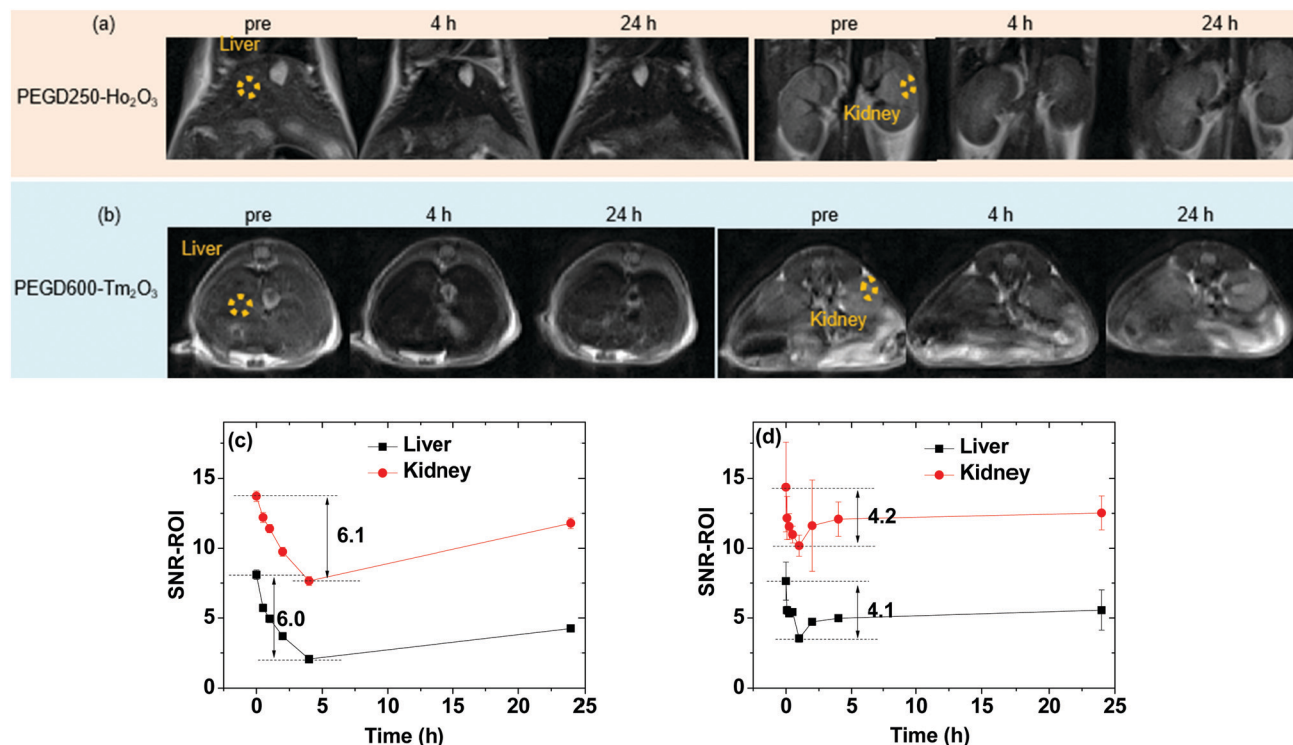 (a) pre 4 h 24 h pre 4 h 24 h
Liver
PEGD250-Ho₂O₃
Kidney
(b) pre 4 h 24 h pre 4 h 24 h
Liver
PEGD600-Tm₂O₃
Kidney
(c)
Liver
Kidney
15
10
5
0
SNR-ROI
6.1
6.0
0 5 10 15 20 25
Time (h)
(d)
Liver
Kidney
15
10
5
0
SNR-ROI
4.2
4.1
0 5 10 15 20 25
Time (h)